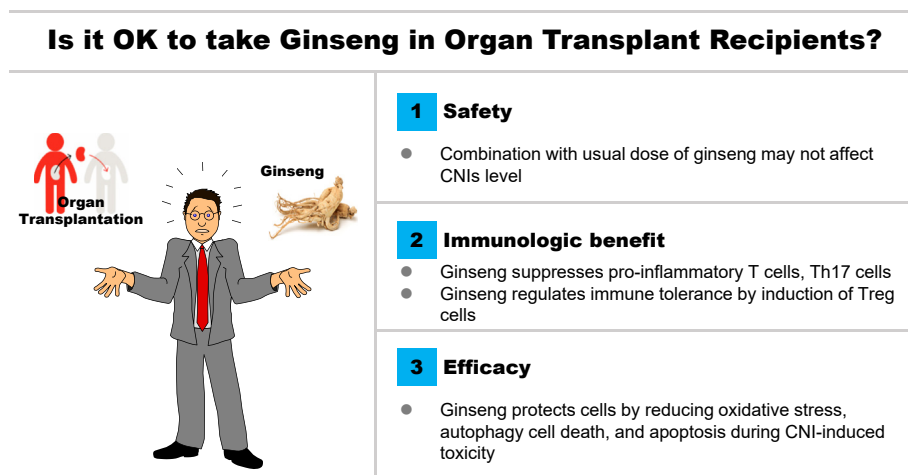 Is it OK to take Ginseng in Organ Transplant Recipients?
Organ
Transplantation
Ginseng
1 Safety
● Combination with usual dose of ginseng may not affect
CNIs level
2 Immunologic benefit
● Ginseng suppresses pro-inflammatory T cells, Th17 cells
● Ginseng regulates immune tolerance by induction of Treg
cells
3 Efficacy
● Ginseng protects cells by reducing oxidative stress,
autophagy cell death, and apoptosis during CNI-induced
toxicity